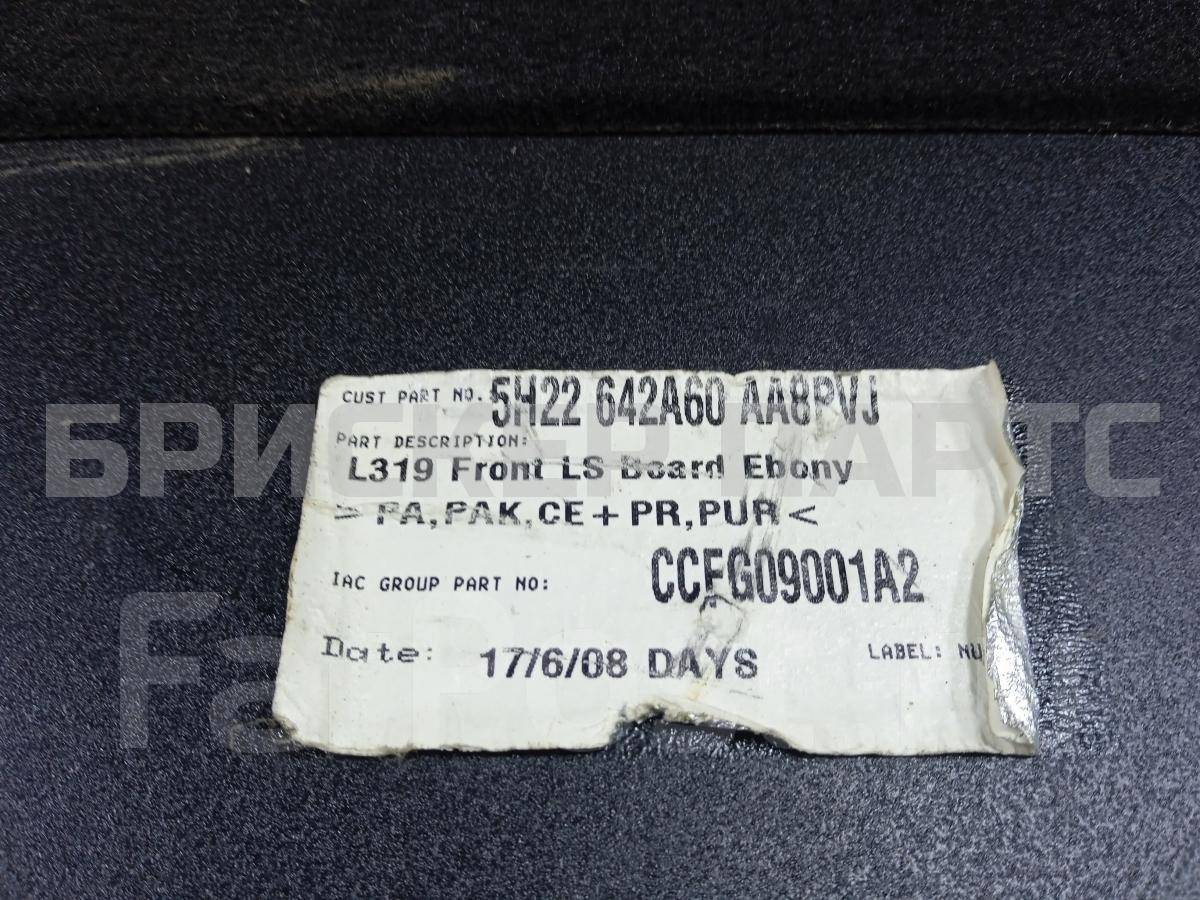 CUST PART NO. 5H22 642A60 AA8PVJ
PART DESCRIPTION:
L319 Front LS Board Ebony
> PA,PAK,CE+PR,PUR<
IAC GROUP PART NO: CCFG09001A2
Date: 17/6/08 DAYS LABEL: NU
БРИСКЕР ПАРТС